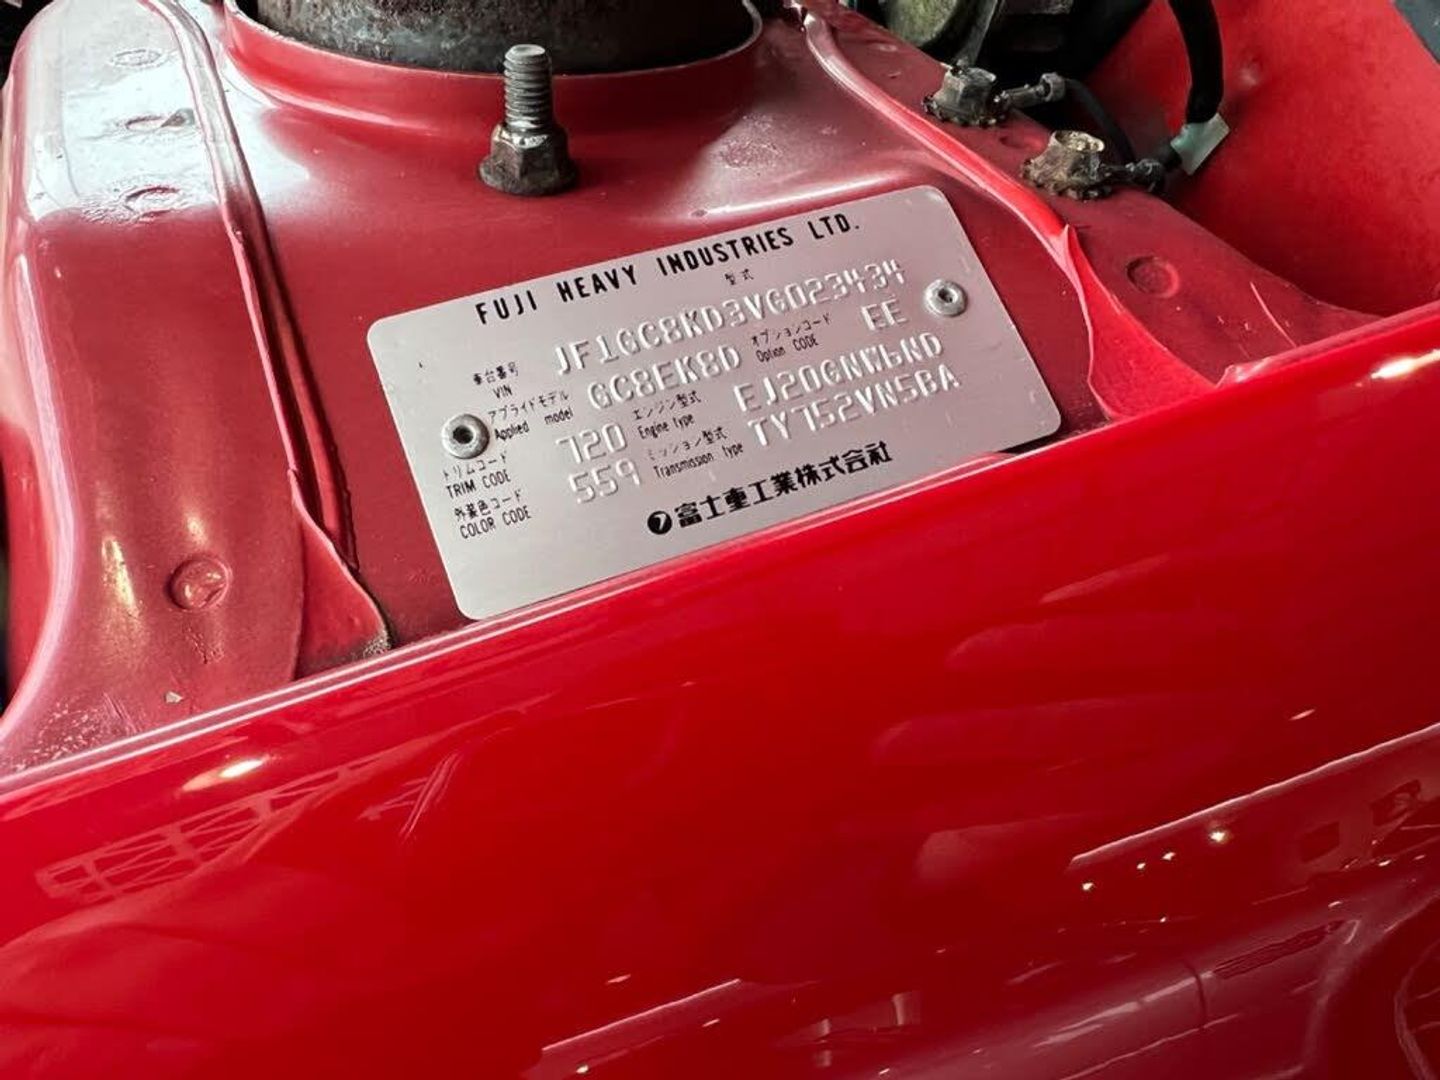 FUJI HEAVY INDUSTRIES LTD.
型式
車台番号 VIN JF1GC8KD3VG023434
アプライドモデル Applied model GC8EK8D オプションコード Option CODE EE
トリムコード TRIM CODE 720 エンジン型式 Engine type EJ20GNW6ND
外装色コード COLOR CODE 559 ミッション型式 Transmission type TY752VN5BA
富士重工業株式会社